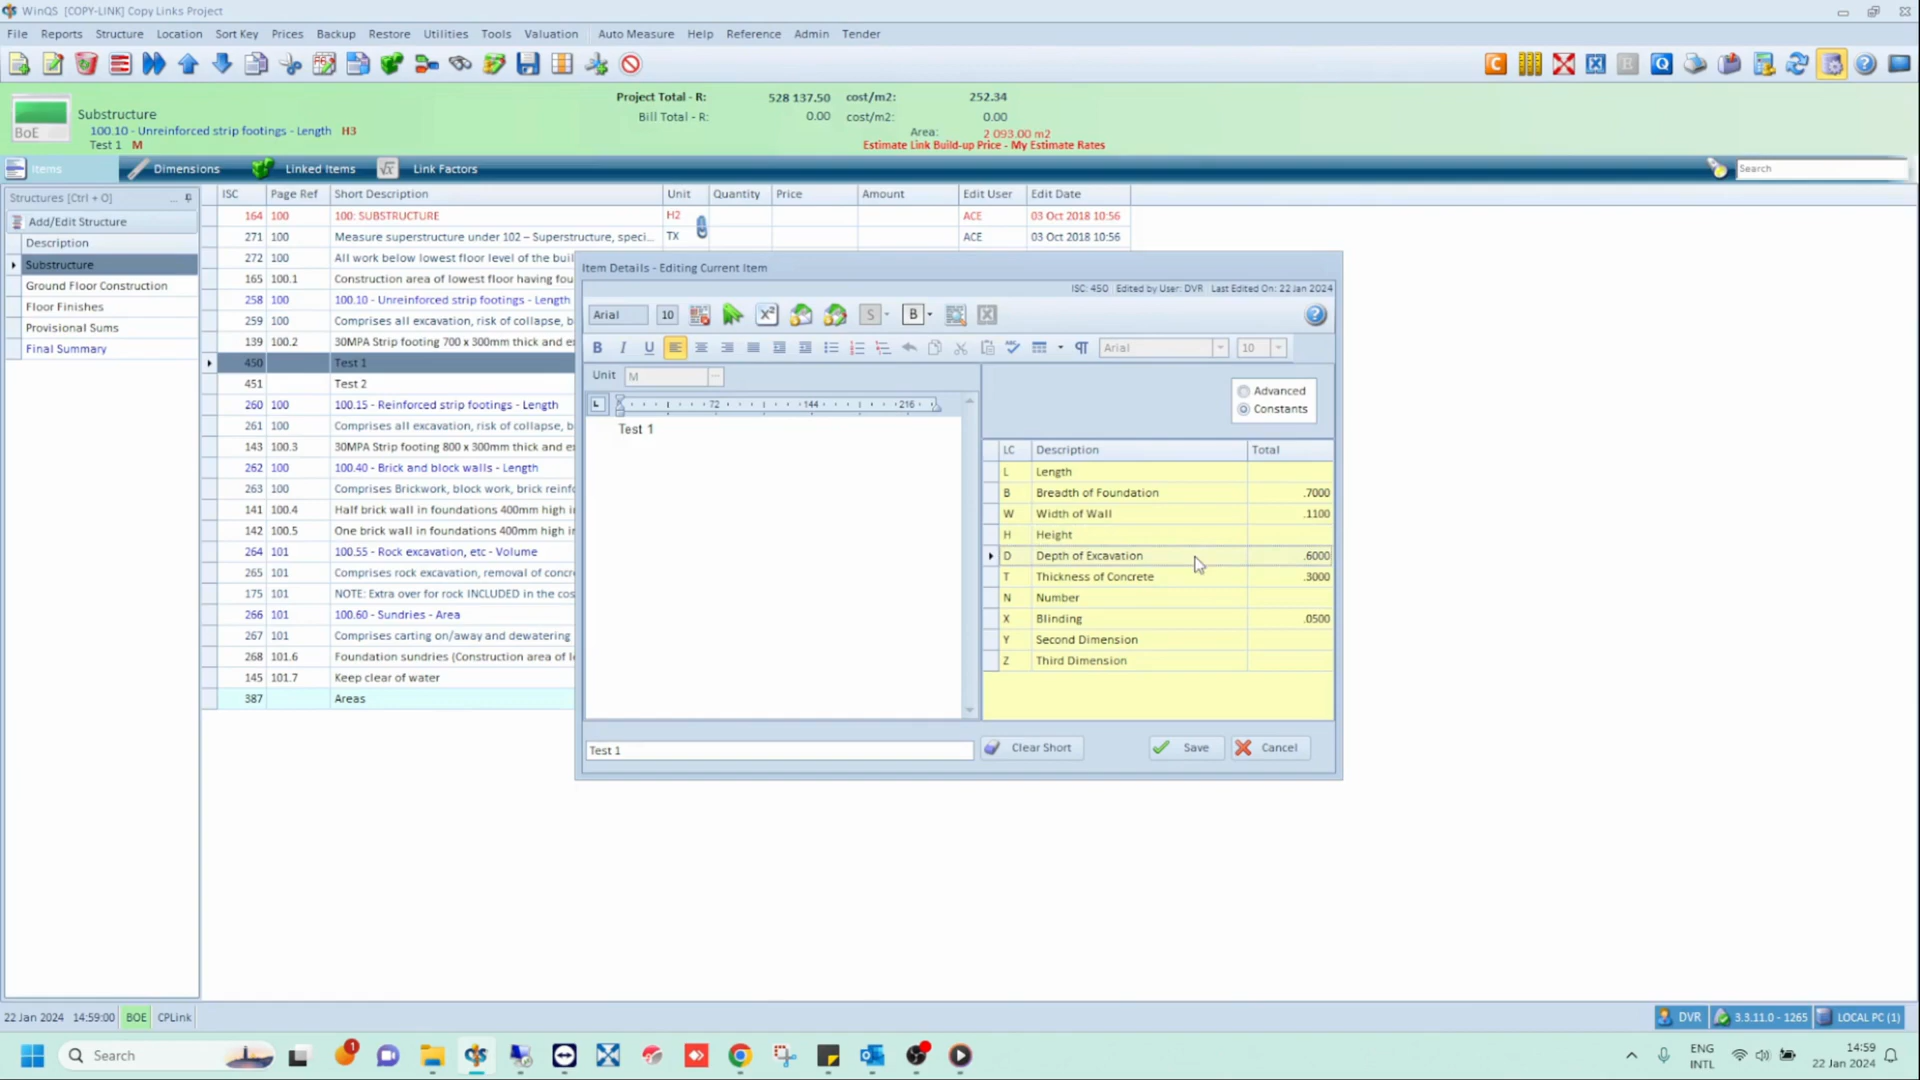 WinQS [COPY-LINK] Copy Links Project
File Reports Structure Location Sort Key Prices Backup Restore Utilities Tools Valuation Auto Measure Help Reference Admin Tender
Substructure
100.10 - Unreinforced strip footings - Length H3
Test 1 M
BoE
Project Total - R: 528 137.50 cost/m2: 252.34
Bill Total - R: 0.00 cost/m2: 0.00
Area: 2 093.00 m2
Estimate Link Build-up Price - My Estimate Rates
Items Dimensions Linked Items Link Factors Search
Structures [Ctrl + O] ...
Add/Edit Structure
Description
Substructure
Ground Floor Construction
Floor Finishes
Provisional Sums
Final Summary
ISC Page Ref Short Description Unit Quantity Price Amount Edit User Edit Date
164 100 100: SUBSTRUCTURE H2 ACE 03 Oct 2018 10:56
271 100 Measure superstructure under 102 – Superstructure, speci... TX ACE 03 Oct 2018 10:56
272 100 All work below lowest floor level of the buil
165 100.1 Construction area of lowest floor having fou
258 100 100.10 - Unreinforced strip footings - Length
259 100 Comprises all excavation, risk of collapse, b
139 100.2 30MPA Strip footing 700 x 300mm thick and e
450 Test 1
451 Test 2
260 100 100.15 - Reinforced strip footings - Length
261 100 Comprises all excavation, risk of collapse, b
143 100.3 30MPA Strip footing 800 x 300mm thick and e
262 100 100.40 - Brick and block walls - Length
263 100 Comprises Brickwork, block work, brick reinfo
141 100.4 Half brick wall in foundations 400mm high i
142 100.5 One brick wall in foundations 400mm high i
264 101 100.55 - Rock excavation, etc - Volume
265 101 Comprises rock excavation, removal of concr
175 101 NOTE: Extra over for rock INCLUDED in the cos
266 101 100.60 - Sundries - Area
267 101 Comprises carting on/away and dewatering
268 101.6 Foundation sundries (Construction area of l
145 101.7 Keep clear of water
387 Areas
Item Details - Editing Current Item
ISC: 450 Edited by User: DVR Last Edited On: 22 Jan 2024
Arial 10 X² S B
B I U Arial 10
Unit M
Advanced
Constants
L 72 144 216
Test 1
LC Description Total
L Length
B Breadth of Foundation .7000
W Width of Wall .1100
H Height
D Depth of Excavation .6000
T Thickness of Concrete .3000
N Number
X Blinding .0500
Y Second Dimension
Z Third Dimension
Test 1 Clear Short Save Cancel
22 Jan 2024 14:59:00 BOE CPLink DVR 3.3.11.0 - 1265 LOCAL PC (1)
Search 1 ENG
INTL
14:59
22 Jan 2024